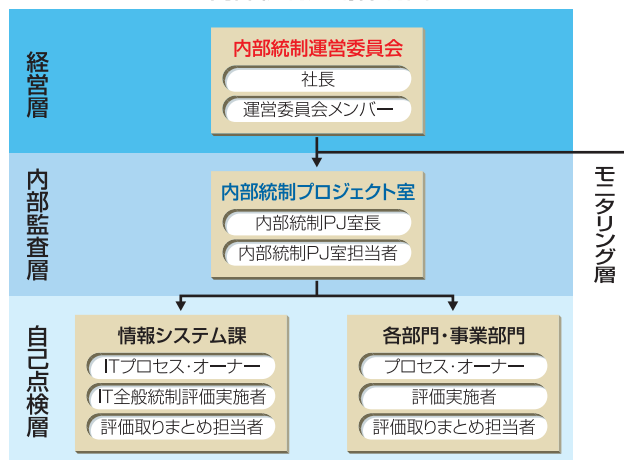 経営層
内部統制運営委員会
社長
運営委員会メンバー
内部監査層
内部統制プロジェクト室
内部統制PJ室長
内部統制PJ室担当者
モニタリング層
自己点検層
情報システム課
ITプロセス・オーナー
IT全般統制評価実施者
評価取りまとめ担当者
各部門・事業部門
プロセス・オーナー
評価実施者
評価取りまとめ担当者